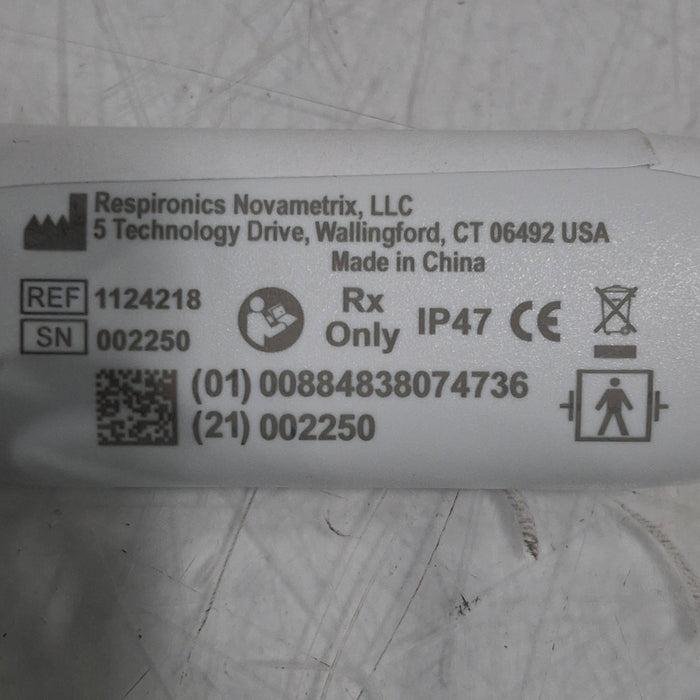 Respironics Novametrix, LLC
5 Technology Drive, Wallingford, CT 06492 USA
Made in China
REF 1124218
SN 002250
Rx Only
IP47 CE
(01) 00884838074736
(21) 002250